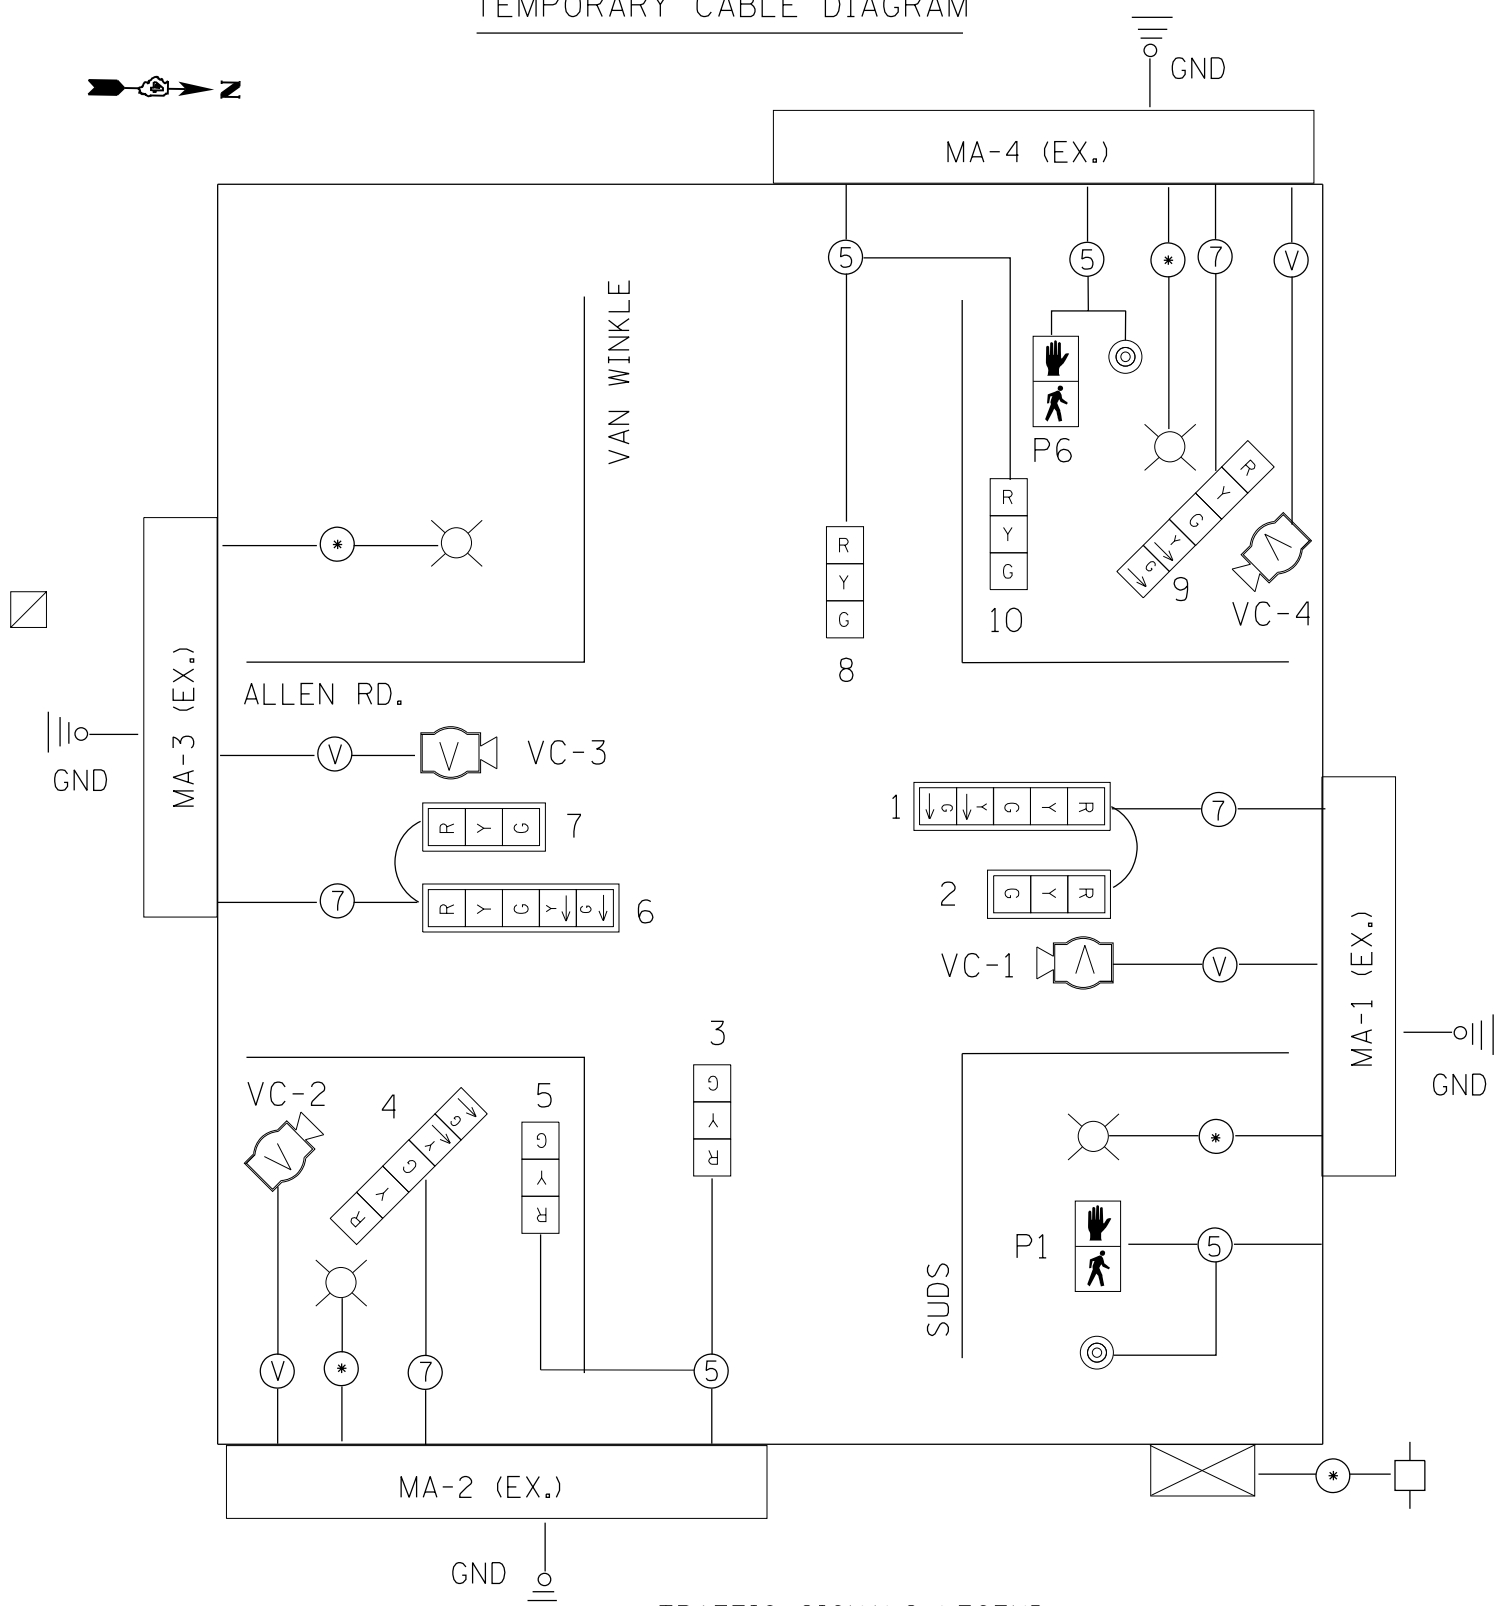 TEMPORARY CABLE DIAGRAM
N
GND
MA-4 (EX.)
5
5
*
7
V
VAN WINKLE
P6
R
Y
G
10
R
Y
G
8
R
Y
G
Y
G
9
VC-4
*
MA-3 (EX.)
GND
ALLEN RD.
V
V
VC-3
R Y G
7
7
R Y G Y G
6
1
G Y G Y R
7
2
G Y R
VC-1
V
V
MA-1 (EX.)
GND
3
G
Y
R
VC-2
V
4
R Y G Y G
5
G
Y
R
*
P1
5
SUDS
V
*
7
5
MA-2 (EX.)
*
GND